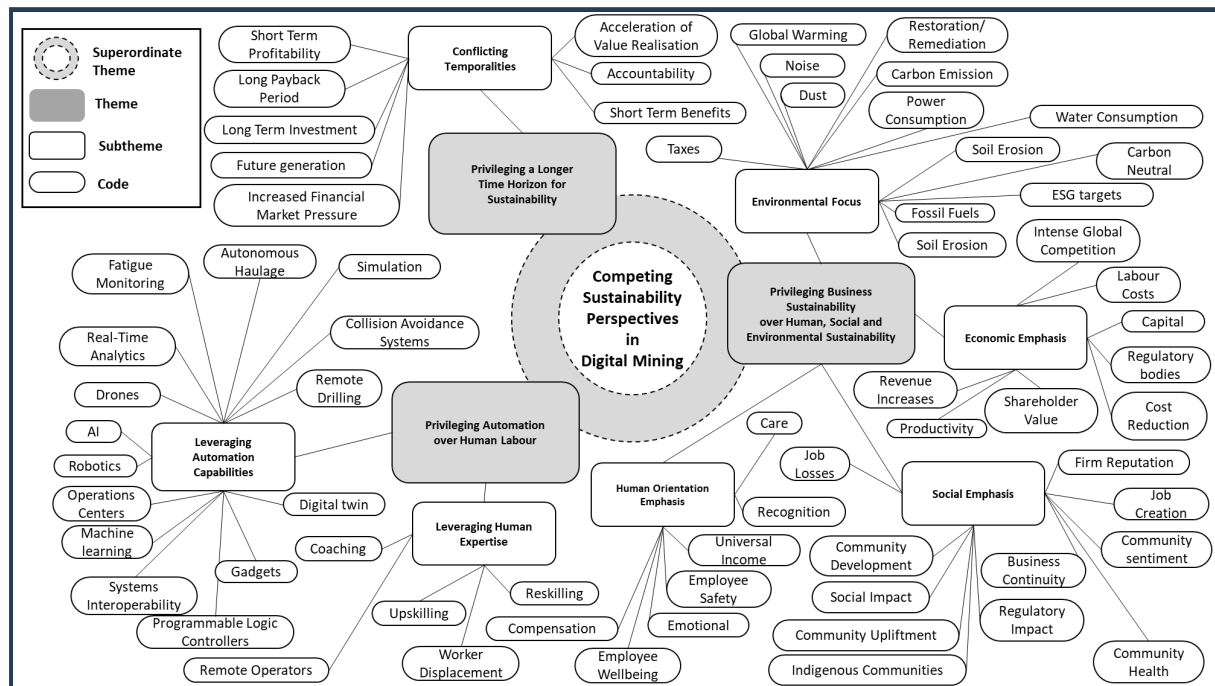 Superordinate
Theme
Theme
Subtheme
Code
Short Term
Profitability
Long Payback
Period
Long Term Investment
Future generation
Increased Financial
Market Pressure
Conflicting
Temporalities
Acceleration of
Value Realisation
Accountability
Short Term Benefits
Privileging a Longer
Time Horizon for
Sustainability
Global Warming
Noise
Dust
Taxes
Restoration/
Remediation
Carbon Emission
Power
Consumption
Water Consumption
Soil Erosion
Carbon
Neutral
ESG targets
Fossil Fuels
Soil Erosion
Environmental Focus
Competing
Sustainability
Perspectives
in
Digital Mining
Privileging Business
Sustainability
over Human, Social and
Environmental Sustainability
Intense Global
Competition
Labour
Costs
Capital
Regulatory
bodies
Cost
Reduction
Economic Emphasis
Revenue
Increases
Shareholder
Value
Productivity
Fatigue
Monitoring
Autonomous
Haulage
Simulation
Real-Time
Analytics
Collision Avoidance
Systems
Drones
Remote
Drilling
AI
Robotics
Leveraging
Automation
Capabilities
Privileging Automation
over Human Labour
Operations
Centers
Digital twin
Machine
learning
Gadgets
Systems
Interoperability
Programmable Logic
Controllers
Leveraging Human
Expertise
Coaching
Upskilling
Reskilling
Worker
Displacement
Remote Operators
Human Orientation
Emphasis
Care
Recognition
Universal
Income
Employee
Safety
Emotional
Compensation
Employee
Wellbeing
Job
Losses
Social Emphasis
Firm Reputation
Job
Creation
Community
sentiment
Community
Development
Business
Continuity
Social Impact
Regulatory
Impact
Community Upliftment
Indigenous Communities
Community
Health